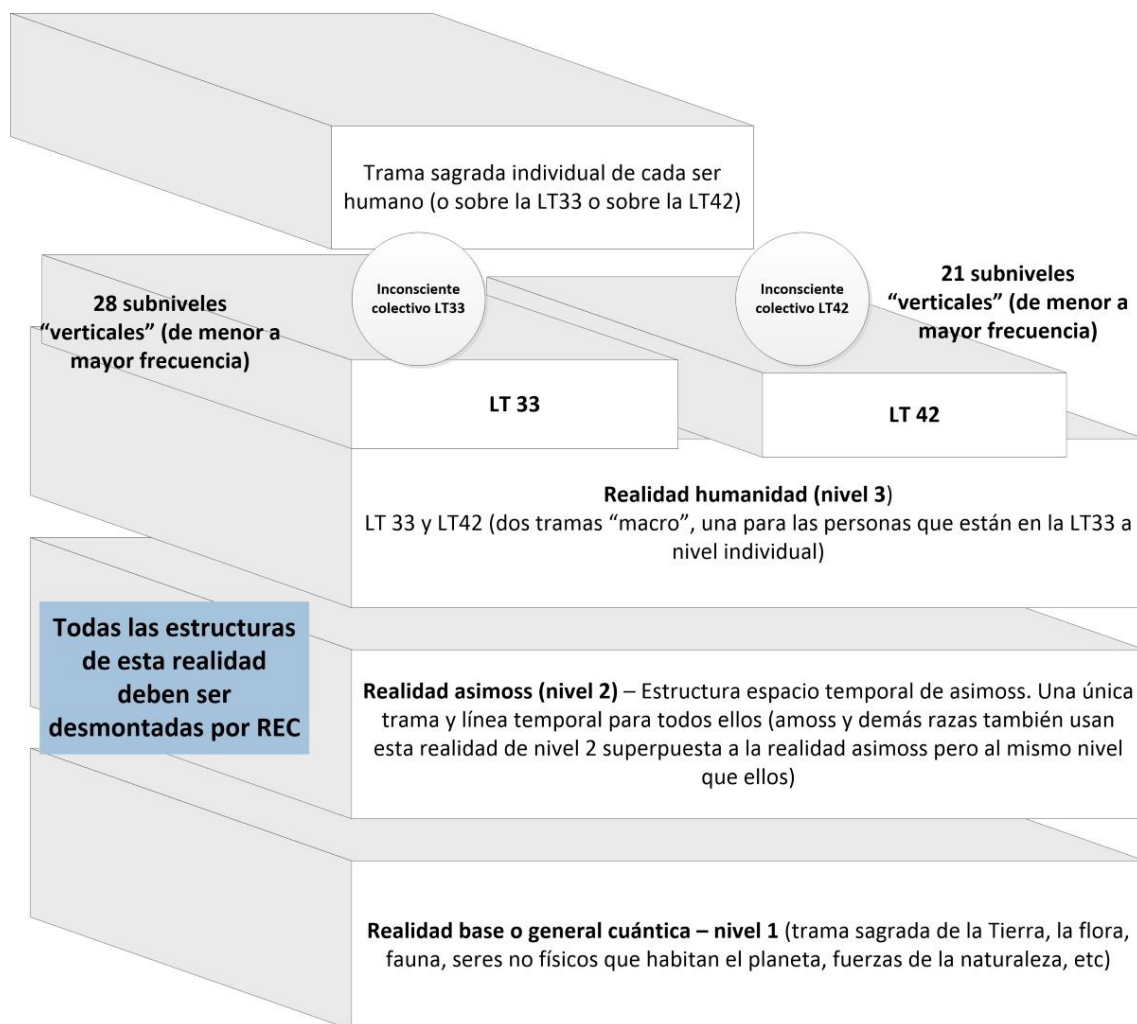 Trama sagrada individual de cada ser
humano (o sobre la LT33 o sobre la LT42)
Inconsciente
colectivo LT33
Inconsciente
colectivo LT42
28 subniveles
“verticales” (de menor a
mayor frecuencia)
21 subniveles
“verticales” (de menor a
mayor frecuencia)
LT 33
LT 42
Realidad humanidad (nivel 3)
LT 33 y LT42 (dos tramas “macro”, una para las personas que están en la LT33 a
nivel individual)
Todas las estructuras
de esta realidad
deben ser
desmontadas por REC
Realidad asimoss (nivel 2) – Estructura espacio temporal de asimoss. Una única
trama y línea temporal para todos ellos (amoss y demás razas también usan
esta realidad de nivel 2 superpuesta a la realidad asimoss pero al mismo nivel
que ellos)
Realidad base o general cuántica – nivel 1 (trama sagrada de la Tierra, la flora,
fauna, seres no físicos que habitan el planeta, fuerzas de la naturaleza, etc)